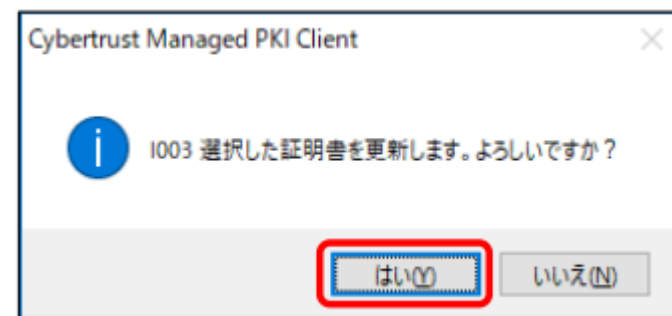 Cybertrust Managed PKI Client
I003 選択した証明書を更新します。よろしいですか？
はい(Y) いいえ(N)